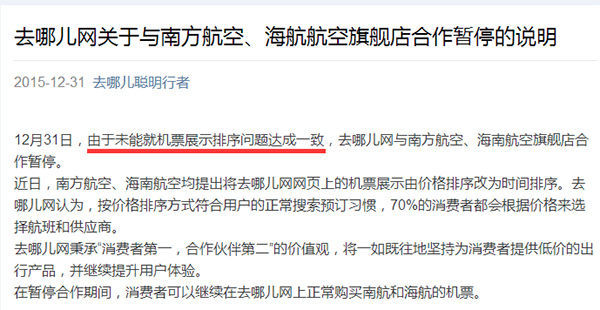 去哪儿网关于与南方航空、海航航空旗舰店合作暂停的说明
2015-12-31 去哪儿聪明行者
12月31日，由于未能就机票展示排序问题达成一致，去哪儿网与南方航空、海南航空旗舰店合
作暂停。
近日，南方航空、海南航空均提出将去哪儿网网页上的机票展示由价格排序改为时间排序。去
哪儿网认为，按价格排序方式符合用户的正常搜索预订习惯，70%的消费者都会根据价格来选
择航班和供应商。
去哪儿网秉承“消费者第一，合作伙伴第二”的价值观，将一如既往地坚持为消费者提供低价的出
行产品，并继续提升用户体验。
在暂停合作期间，消费者可以继续在去哪儿网上正常购买南航和海航的机票。